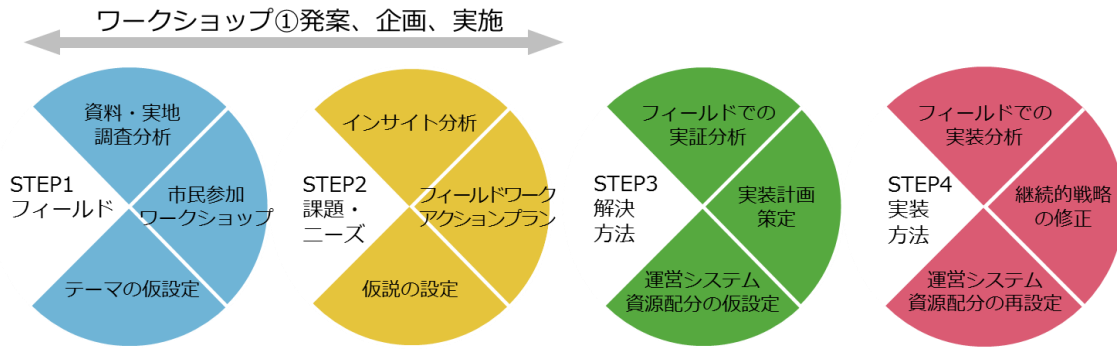 ワークショップ①発案、企画、実施
STEP1
フィールド
資料・実地
調査分析
市民参加
ワークショップ
テーマの仮設定
STEP2
課題・
ニーズ
インサイト分析
フィールドワーク
アクションプラン
仮説の設定
STEP3
解決
方法
フィールドでの
実証分析
実装計画
策定
運営システム
資源配分の仮設定
STEP4
実装
方法
フィールドでの
実装分析
継続的戦略
の修正
運営システム
資源配分の再設定